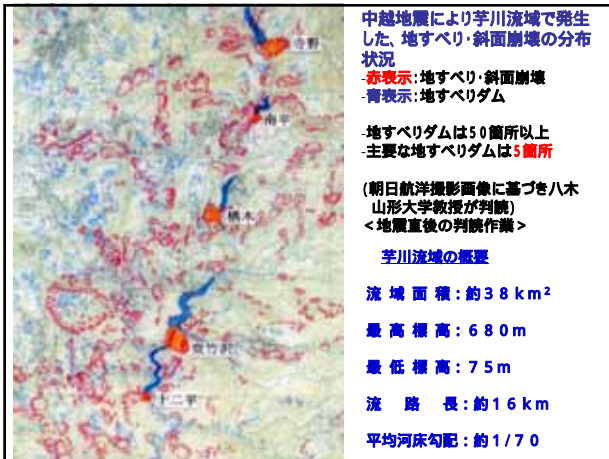 寺野
南平
楢木
東竹沢
十二平
中越地震により芋川流域で発生
した、地すべり・斜面崩壊の分布
状況
-赤表示:地すべり・斜面崩壊
-青表示:地すべりダム
-地すべりダムは50箇所以上
-主要な地すべりダムは5箇所
(朝日航洋撮影画像に基づき八木
山形大学教授が判読)
<地震直後の判読作業>
芋川流域の概要
流域面積:約38km²
最高標高:680m
最低標高:75m
流路長:約16km
平均河床勾配:約1/70